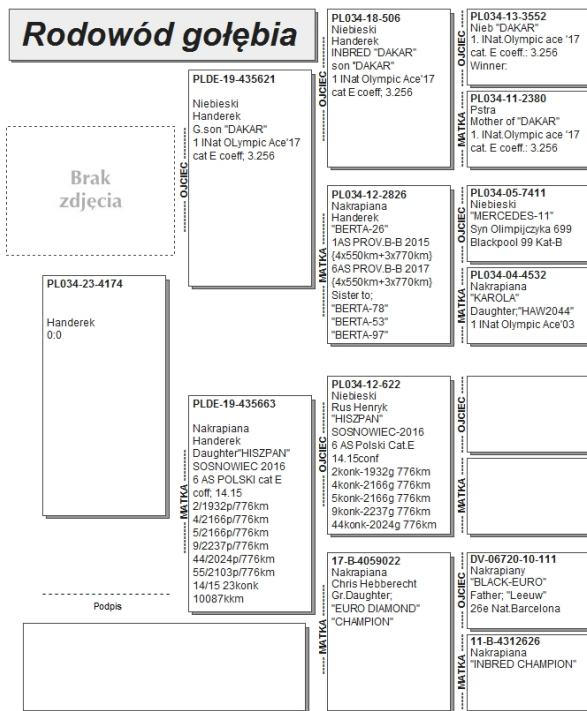 Rodowód gołębia
Brak
zdjęcia
PL034-23-4174
Handerek
0:0
Podpis
OJCIEC
PLDE-19-435621
Niebieski
Handerek
G.son "DAKAR"
1 INat OLympic Ace'17
cat E coeff; 3.256
MATKA
PLDE-19-435663
Nakrapiana
Handerek
Daughter"HISZPAN"
SOSNOWIEC 2016
6 AS POLSKI cat E
coff; 14.15
2/1932p/776km
4/2166p/776km
5/2166p/776km
9/2237p/776km
44/2024p/776km
55/2103p/776km
14/15 23konk
10087kkm
OJCIEC
PL034-18-506
Niebieski
Handerek
INBRED "DAKAR"
son "DAKAR"
1 INat Olympic Ace'17
cat E coeff; 3.256
MATKA
PL034-12-2826
Nakrapiana
Handerek
"BERTA-26"
1AS PROV.B-B 2015
{4x550km+3x770km}
6AS PROV.B-B 2017
{4x550km+3x770km}
Sister to;
"BERTA-78"
"BERTA-53"
"BERTA-97"
OJCIEC
PL034-12-622
Niebieski
Rus Henryk
"HISZPAN"
SOSNOWIEC-2016
6 AS Polski Cat.E
14.15conf
2konk-1932g 776km
4konk-2166g 776km
5konk-2166g 776km
9konk-2237g 776km
44konk-2024g 776km
MATKA
17-B-4059022
Nakrapiana
Chris Hebberecht
Gr.Daughter;
"EURO DIAMOND"
"CHAMPION"
OJCIEC
PL034-13-3552
Nieb "DAKAR"
1. INat.Olympic ace '17
cat. E coeff.: 3.256
Winner:
MATKA
PL034-11-2380
Pstra
Mother of "DAKAR"
1. INat.Olympic ace '17
cat. E coeff.: 3.256
OJCIEC
PL034-05-7411
Niebieski
"MERCEDES-11"
Syn Olimpijczyka 699
Blackpool 99 Kat-B
MATKA
PL034-04-4532
Nakrapiana
"KAROLA"
Daughter;"HAW2044"
1 INat Olympic Ace'03
OJCIEC
MATKA
OJCIEC
DV-06720-10-111
Nakrapiany
"BLACK-EURO"
Father; "Leeuw"
26e Nat.Barcelona
MATKA
11-B-4312626
Nakrapiana
"INBRED CHAMPION"